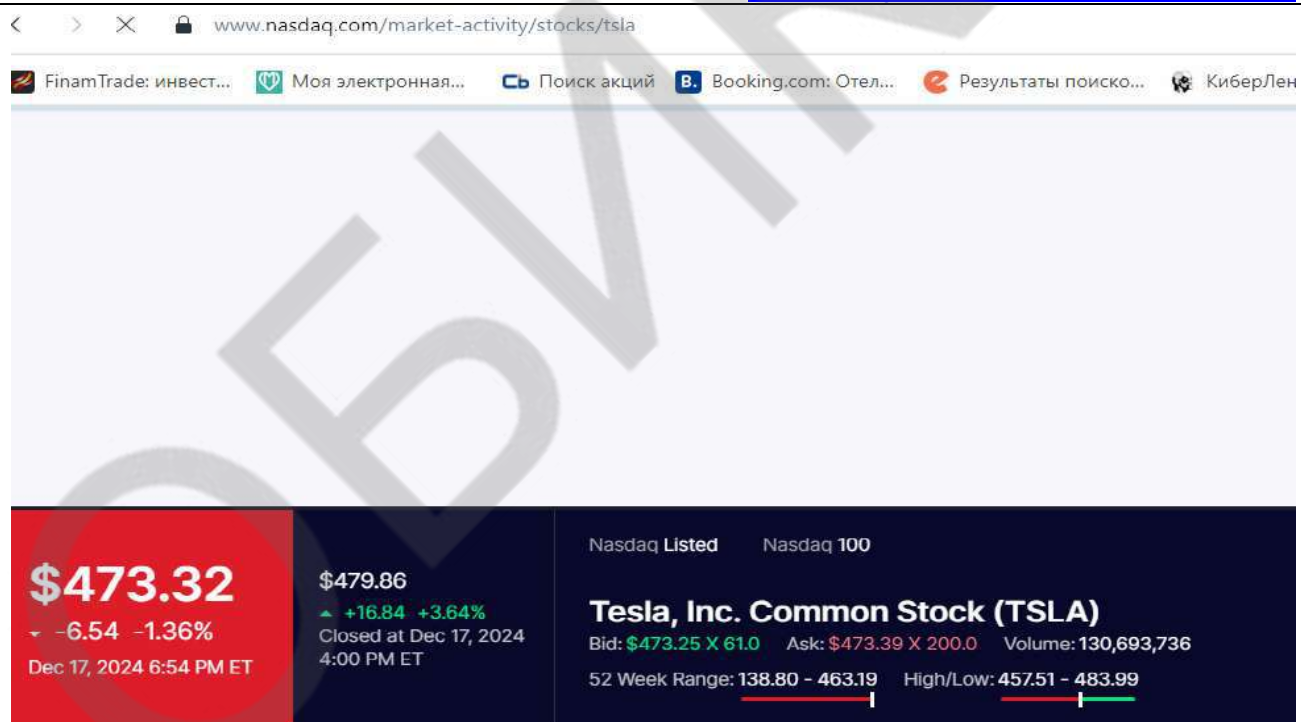 www.nasdaq.com/market-activity/stocks/tsla
FinamTrade: инвест... Моя электронная... Сь Поиск акций B. Booking.com: Отел... Результаты поиско... КиберЛен
ОБИ
$473.32
-6.54 -1.36%
Dec 17, 2024 6:54 PM ET
$479.86
+16.84 +3.64%
Closed at Dec 17, 2024
4:00 PM ET
Nasdaq Listed Nasdaq 100
Tesla, Inc. Common Stock (TSLA)
Bid: $473.25 X 61.0 Ask: $473.39 X 200.0 Volume: 130,693,736
52 Week Range: 138.80 - 463.19 High/Low: 457.51 - 483.99